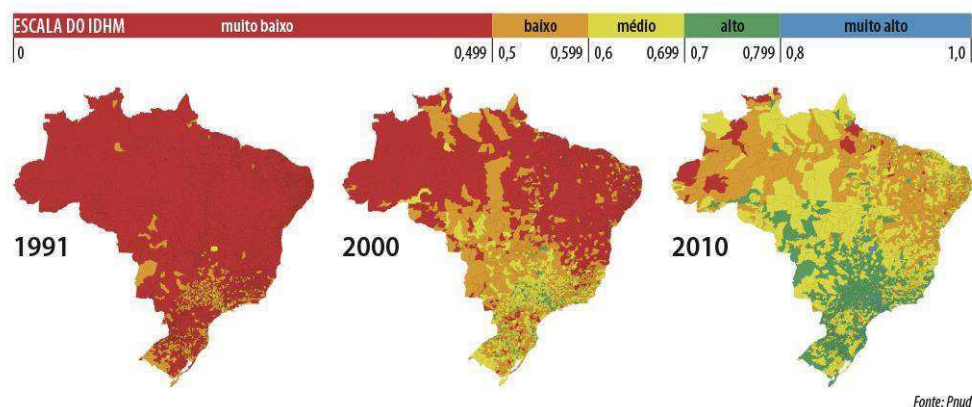 ESCALA DO IDHM muito baixo baixo médio alto muito alto
0 0,499 0,5 0,599 0,6 0,699 0,7 0,799 0,8 1,0
1991 2000 2010
Fonte: Pnud